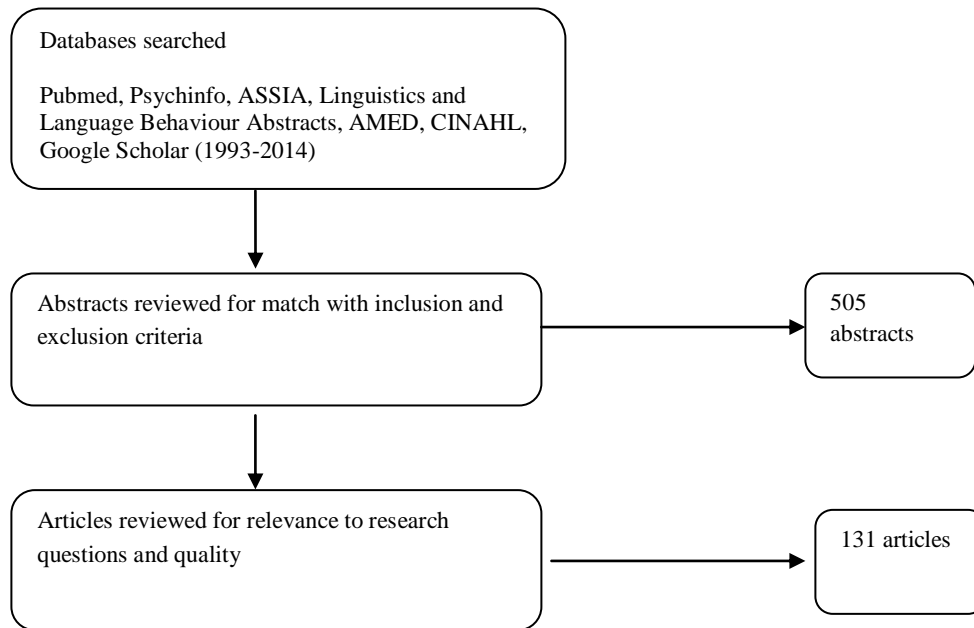 Databases searched
Pubmed, Psychinfo, ASSIA, Linguistics and
Language Behaviour Abstracts, AMED, CINAHL,
Google Scholar (1993-2014)
Abstracts reviewed for match with inclusion and
exclusion criteria
505
abstracts
Articles reviewed for relevance to research
questions and quality
131 articles